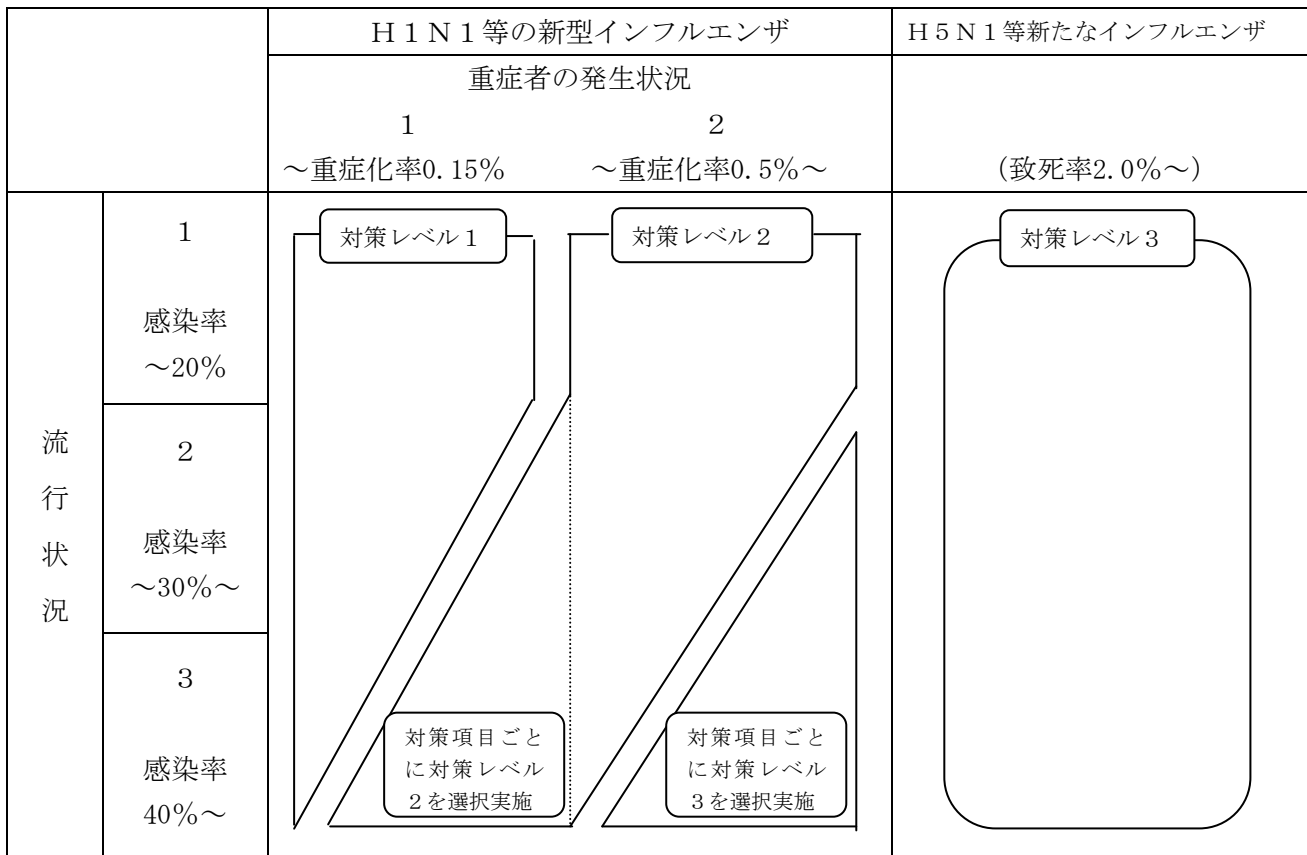 H1N1等の新型インフルエンザ
H5N1等新たなインフルエンザ
重症者の発生状況
1
2
～重症化率0.15%
～重症化率0.5%～
(致死率2.0%～)
流行状況
1
感染率
～20%
2
感染率
～30%～
3
感染率
40%～
対策レベル1
対策レベル2
対策レベル3
対策項目ごと
に対策レベル
2を選択実施
対策項目ごと
に対策レベル
3を選択実施